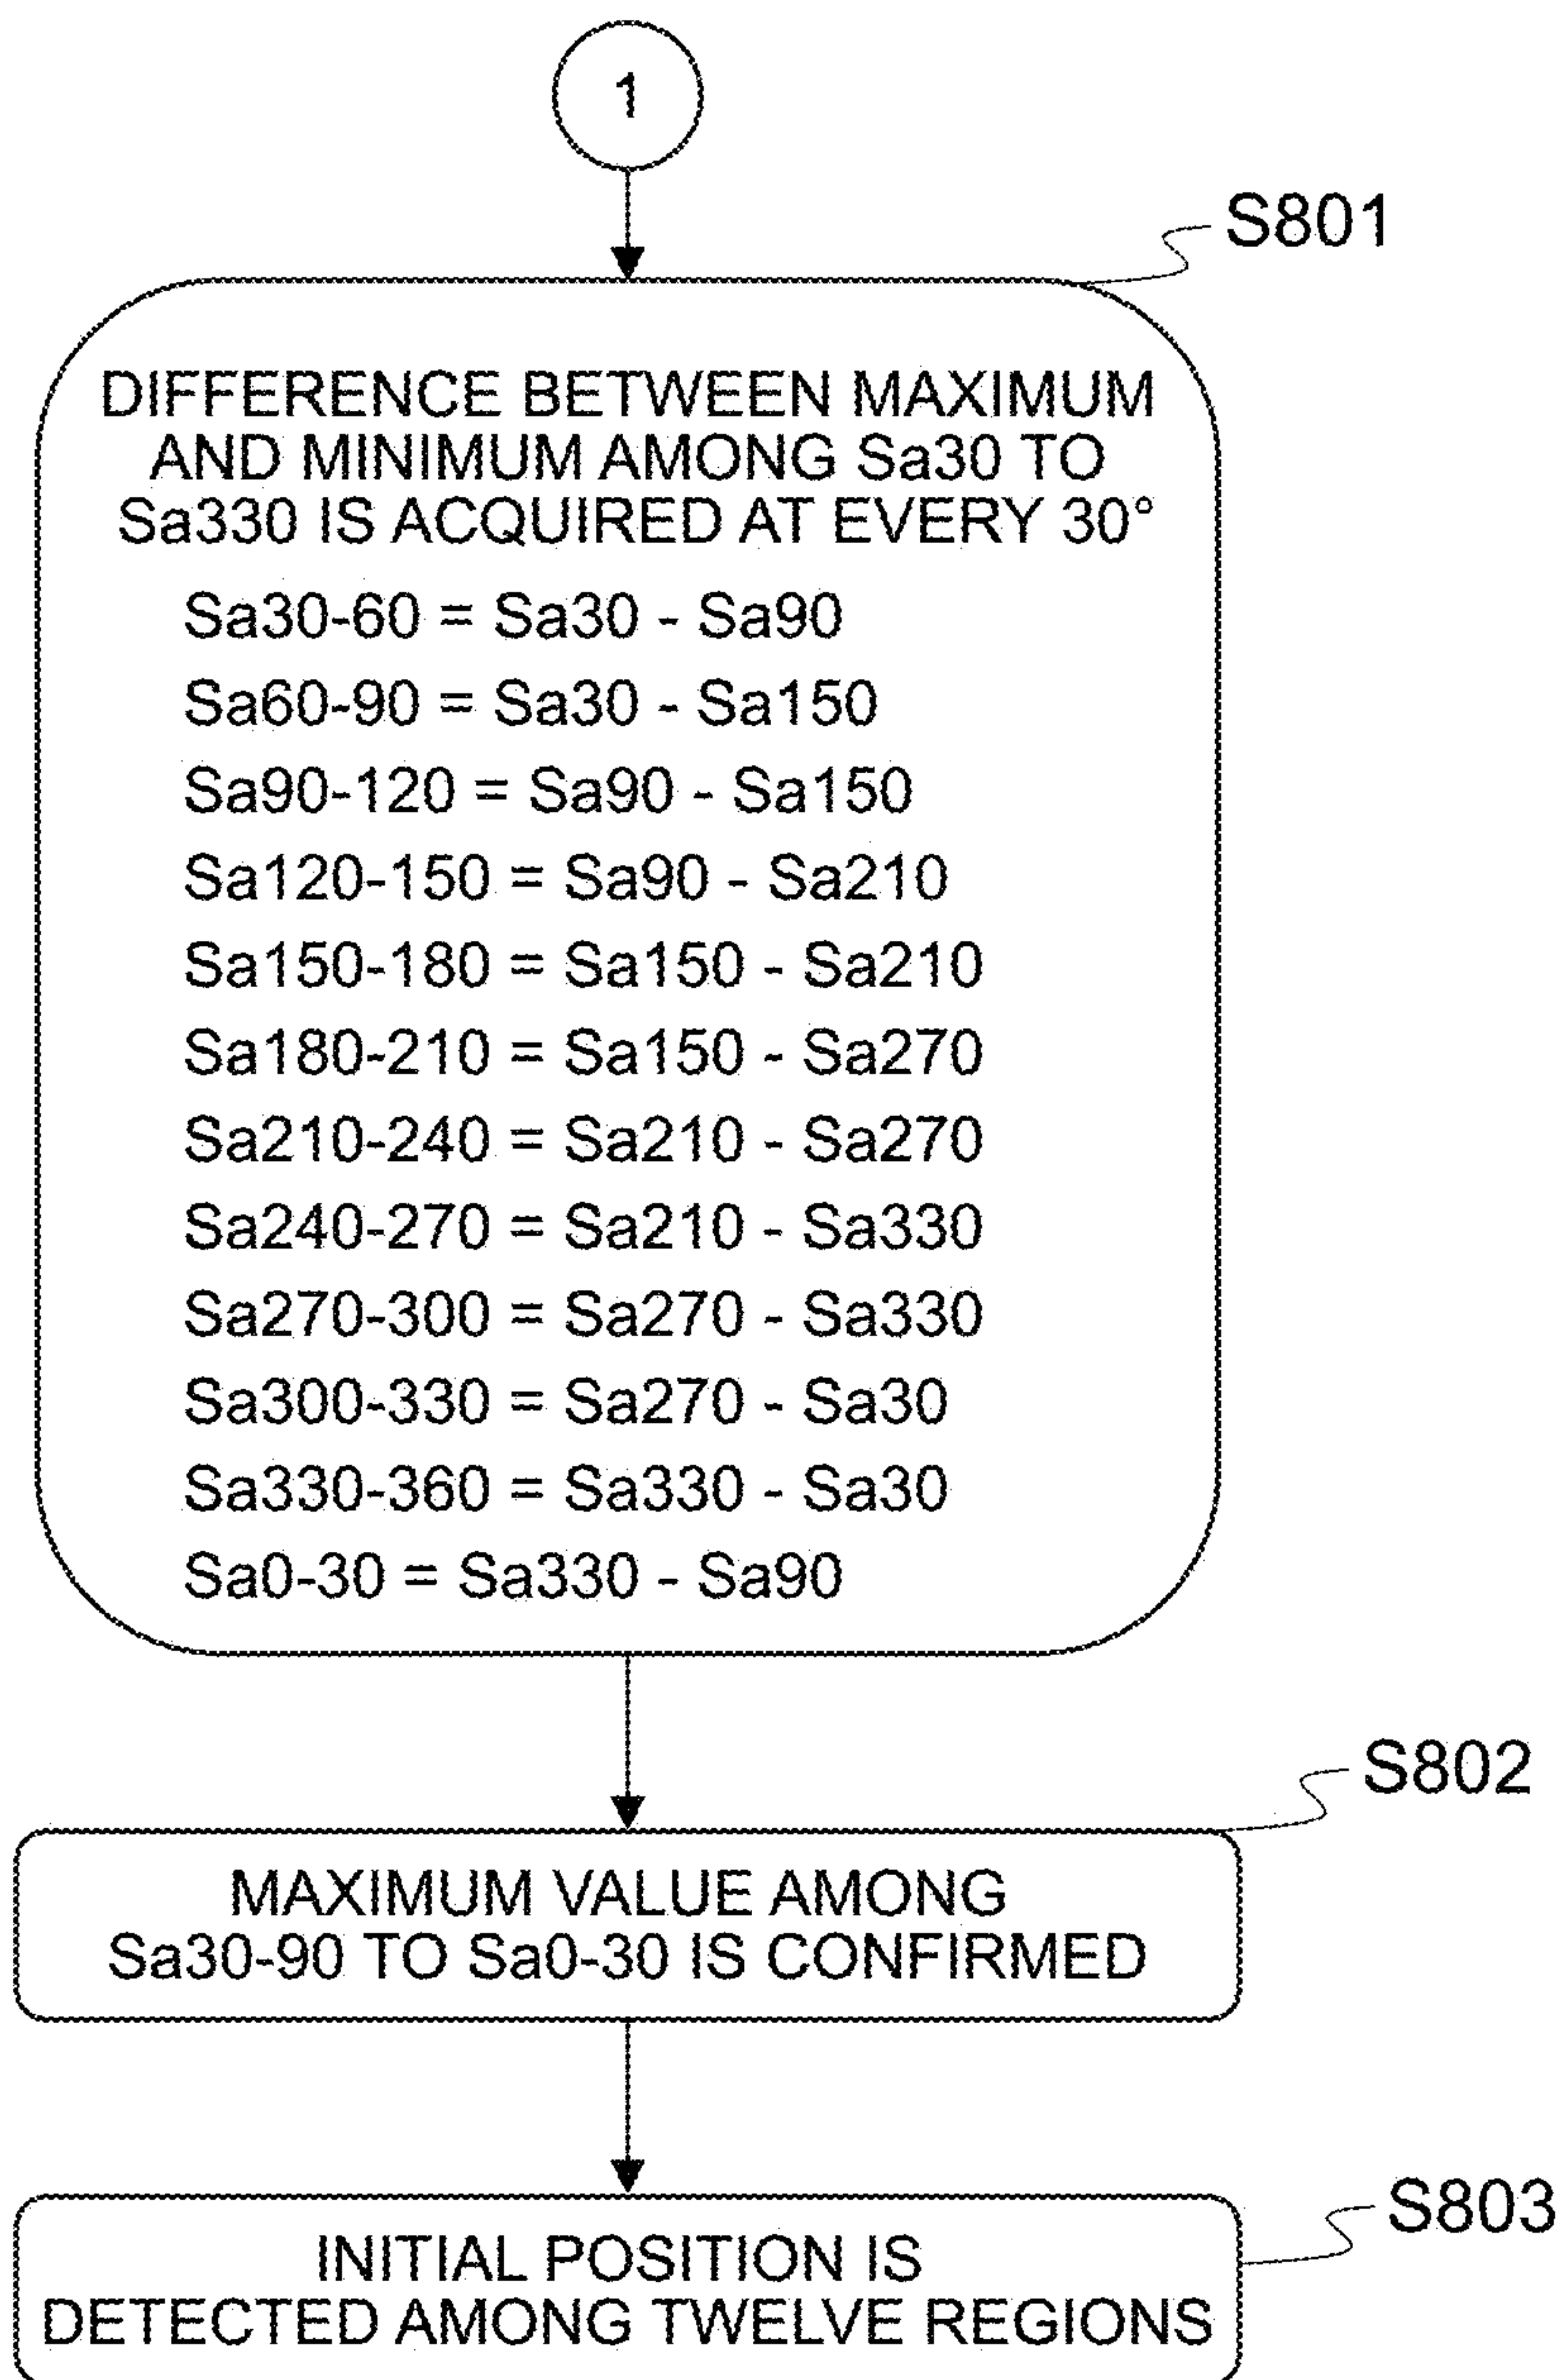 1
S801
DIFFERENCE BETWEEN MAXIMUM
AND MINIMUM AMONG Sa30 TO
Sa330 IS ACQUIRED AT EVERY 30°
Sa30-60 = Sa30 - Sa90
Sa60-90 = Sa30 - Sa150
Sa90-120 = Sa90 - Sa150
Sa120-150 = Sa90 - Sa210
Sa150-180 = Sa150 - Sa210
Sa180-210 = Sa150 - Sa270
Sa210-240 = Sa210 - Sa270
Sa240-270 = Sa210 - Sa330
Sa270-300 = Sa270 - Sa330
Sa300-330 = Sa270 - Sa30
Sa330-360 = Sa330 - Sa30
Sa0-30 = Sa330 - Sa90
S802
MAXIMUM VALUE AMONG
Sa30-90 TO Sa0-30 IS CONFIRMED
S803
INITIAL POSITION IS
DETECTED AMONG TWELVE REGIONS